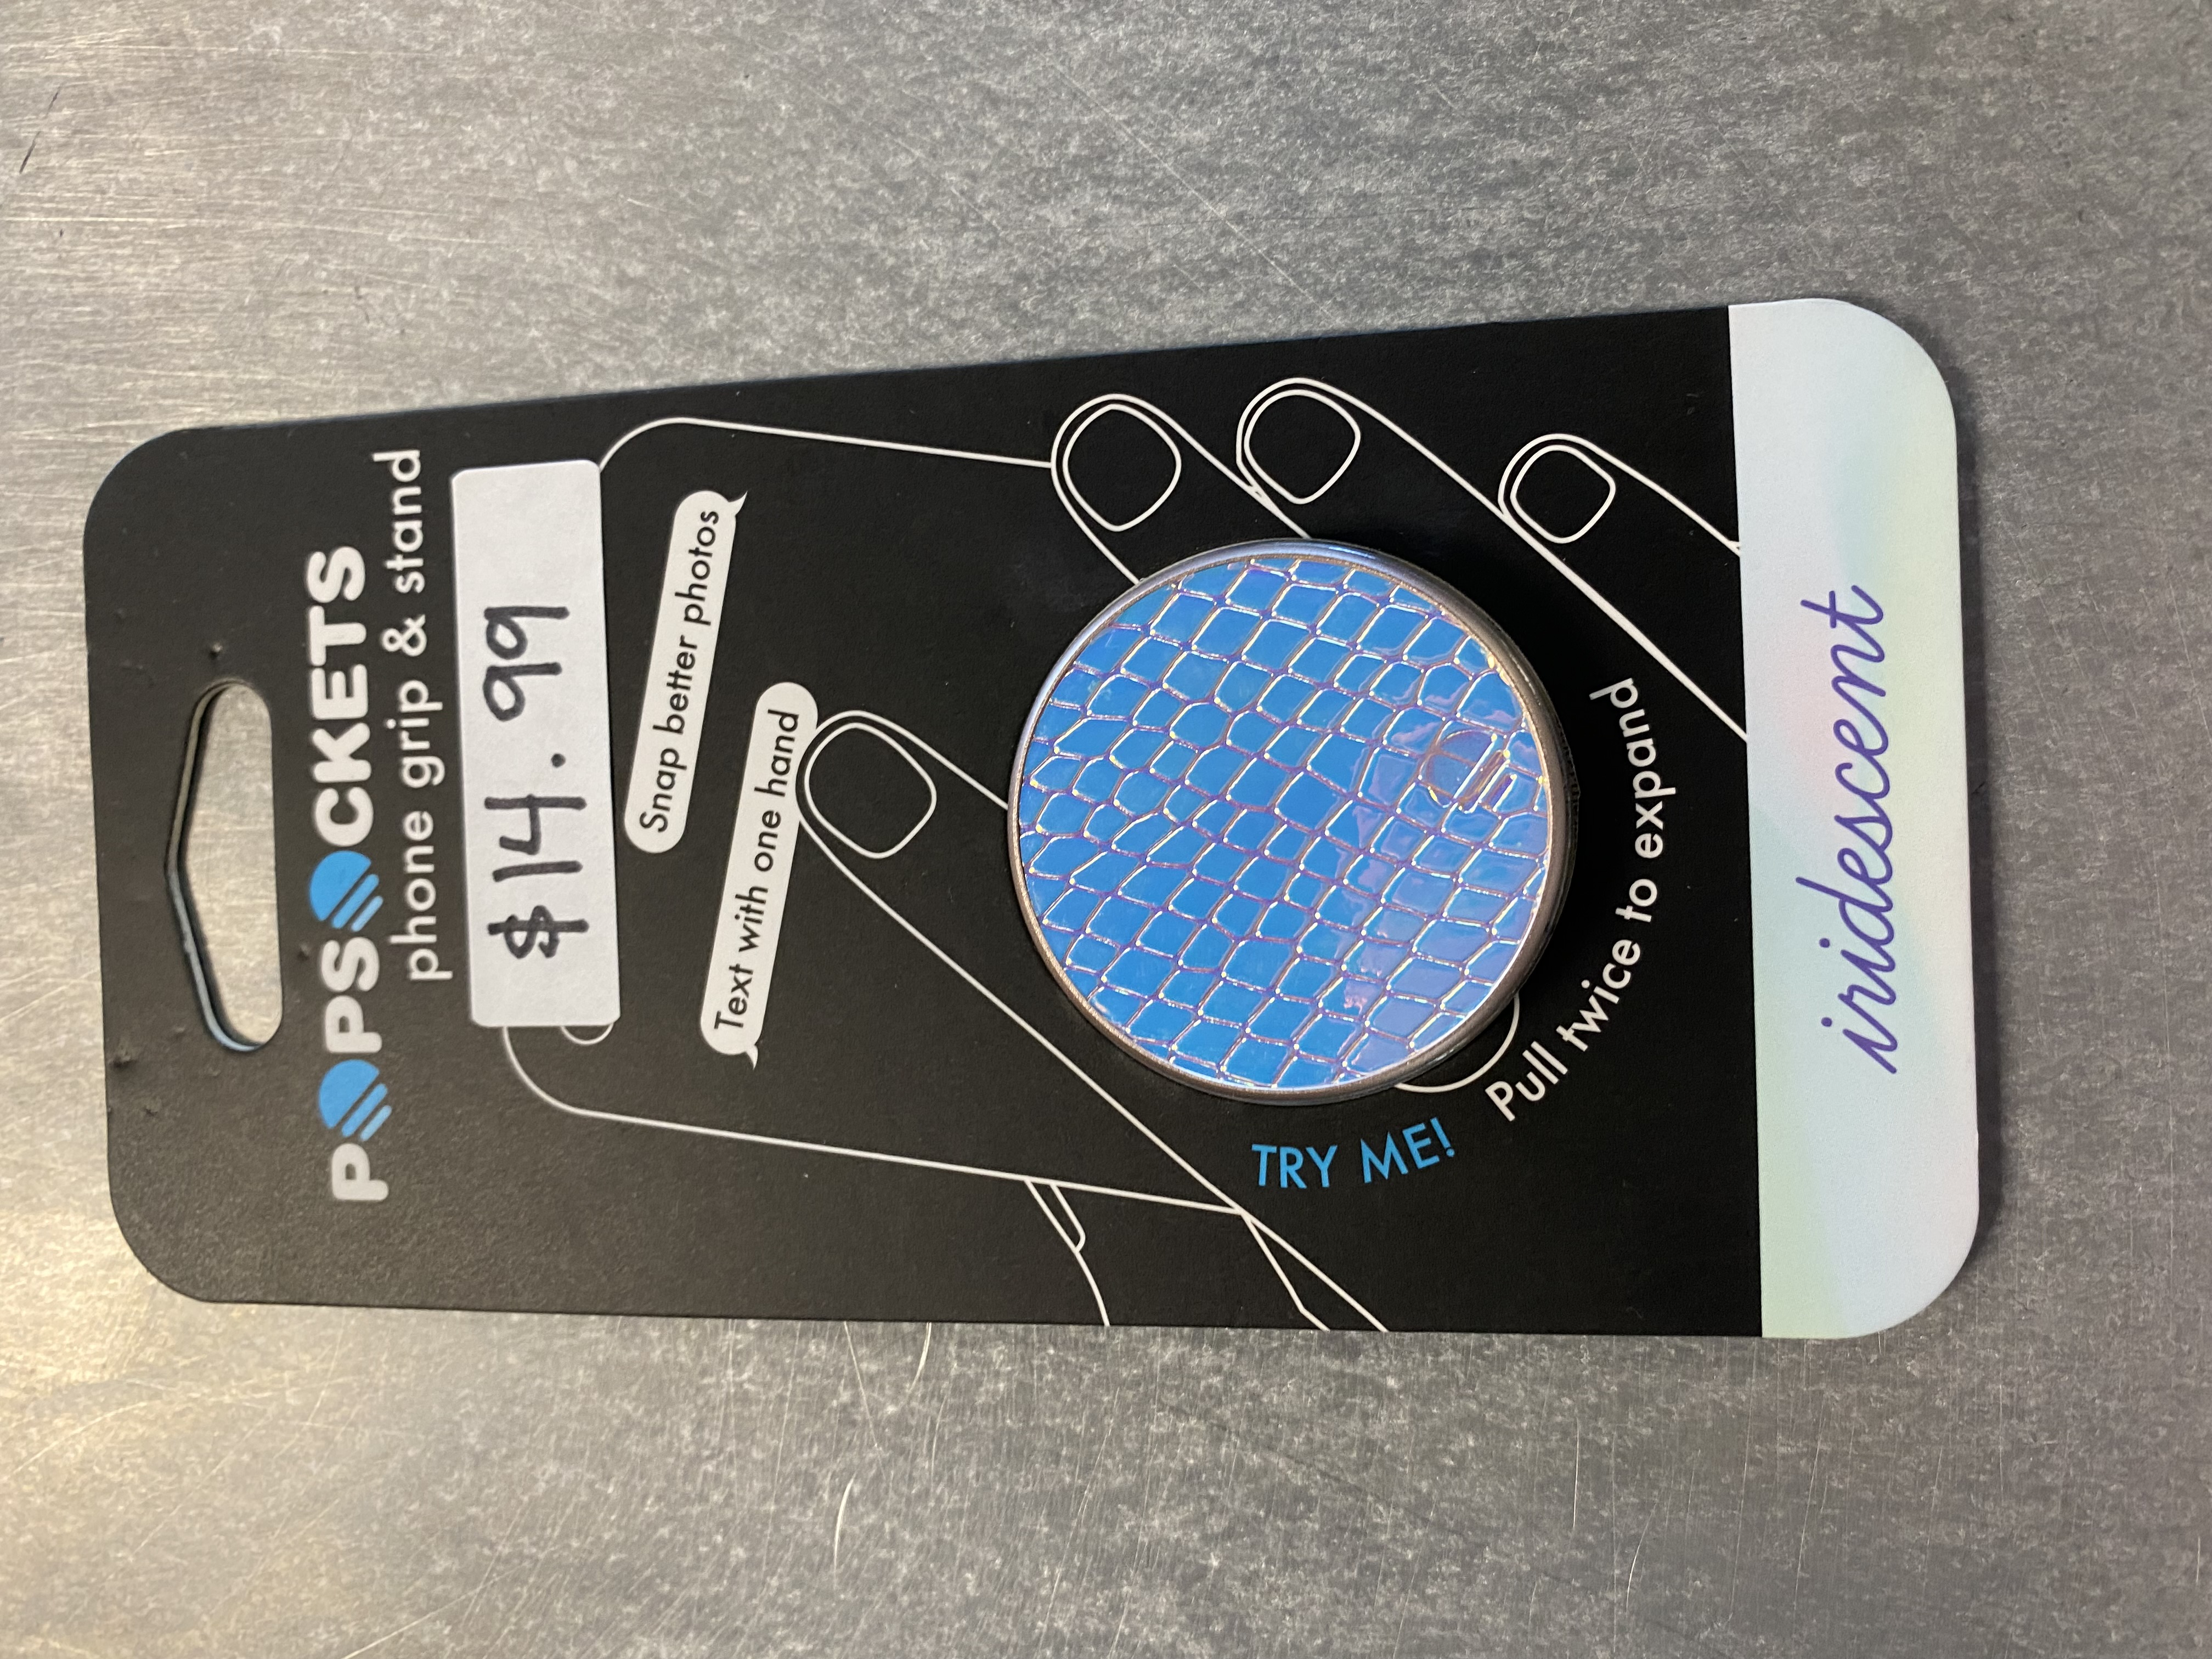 POPSOCKETS
phone grip & stand
$14.99
Snap better photos
Text with one hand
TRY ME!
Pull twice to expand
iridescent